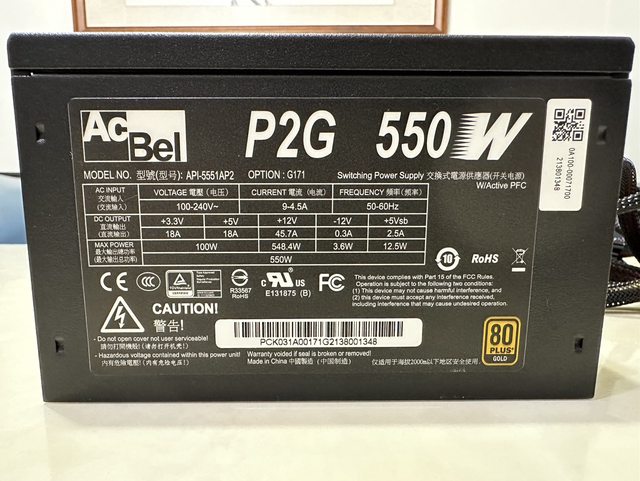 AcBel
P2G 550W
MODEL NO. 型號(型号): API-5551AP2 OPTION : G171 Switching Power Supply 交換式電源供應器(开关电源)
W/Active PFC
AC INPUT 交流輸入 (交流输入) VOLTAGE 電壓 (电压) CURRENT 電流 (电流) FREQUENCY 頻率 (频率)
100-240V~ 9-4.5A 50-60Hz
DC OUTPUT 直流輸出 (直流输出) +3.3V +5V +12V -12V +5Vsb
18A 18A 45.7A 0.3A 2.5A
MAX POWER 最大輸出總功率 (最大输出总功率) 100W 548.4W 3.6W 12.5W
550W
0A100-00071700
213801348
10
RoHS
R33567
RoHS
c UL US
E131875 (B)
FC
This device complies with Part 15 of the FCC Rules.
Operation is subject to the following two conditions:
(1) This device may not cause harmful interference, and
(2) this device must accept any interference received,
including interference that may cause undesired operation.
CE
CCC
CAUTION!
警告!
- Do not open cover not user serviceable!
請勿打開機殼! (请勿打开机壳!)
- Hazardous voltage contained within this power supply!
內有危險電壓! (内有危险电压!)
PCK031A00171G2138001348
Warranty voided if seal is broken or removed!
Made in China 中國製造 (中国制造)
仅适用于海拔2000m以下地区安全使用.
80
PLUS
GOLD